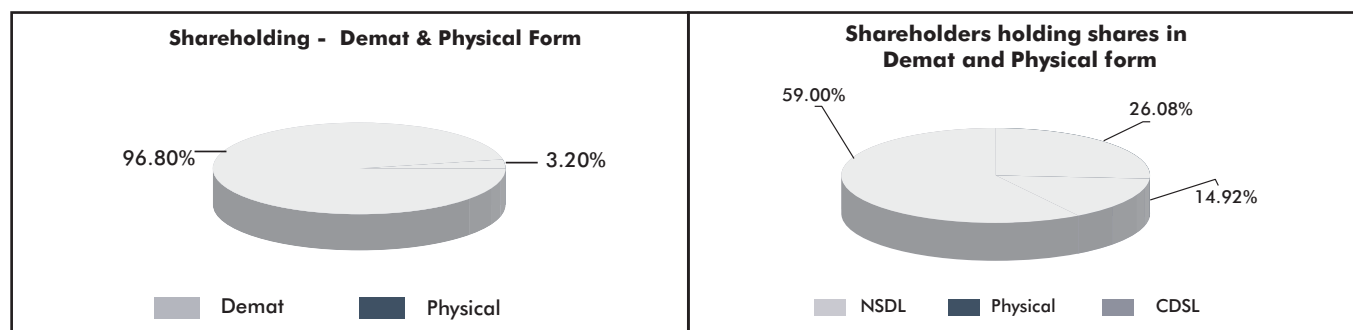 Shareholding - Demat & Physical Form
96.80%
3.20%
Demat
Physical
Shareholders holding shares in
Demat and Physical form
59.00%
26.08%
14.92%
NSDL
Physical
CDSL